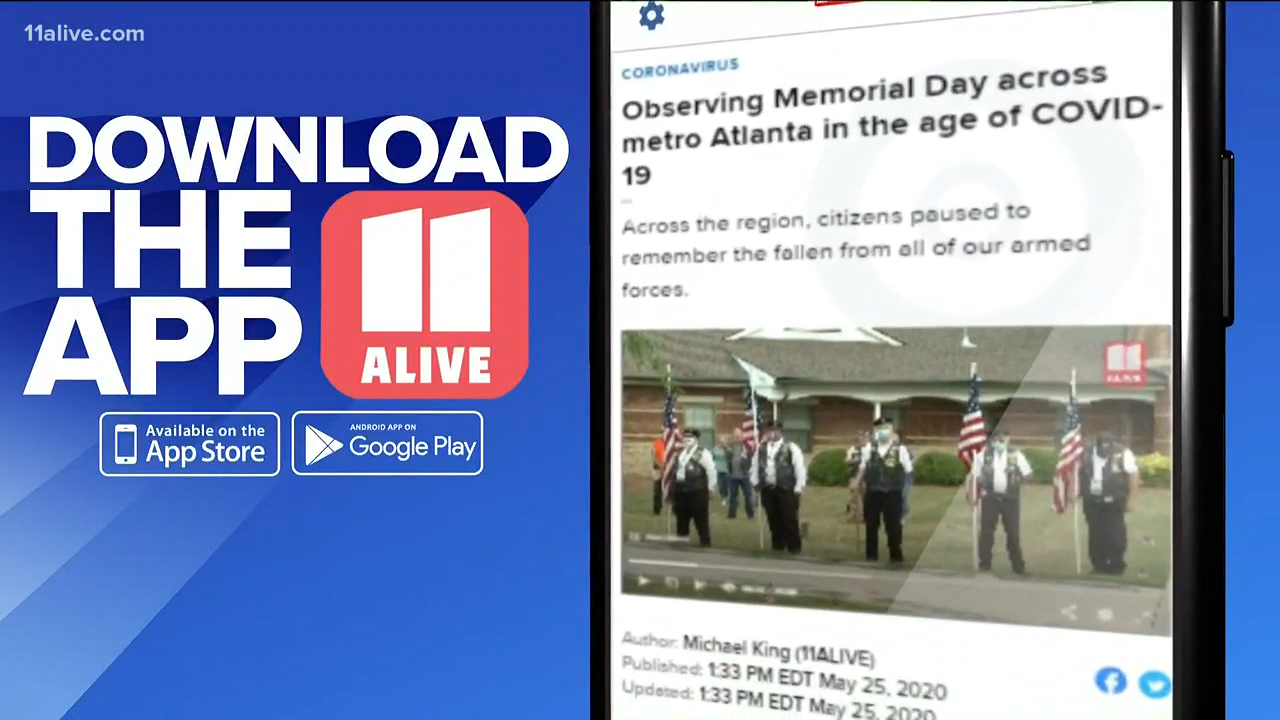 11alive.com
DOWNLOAD
THE
APP
11
ALIVE
Available on the
App Store
ANDROID APP ON
Google Play
CORONAVIRUS
Observing Memorial Day across
metro Atlanta in the age of COVID-
19
Across the region, citizens paused to
remember the fallen from all of our armed
forces.
11
Author: Michael King (11ALIVE)
Published: 1:33 PM EDT May 25, 2020
Updated: 1:33 PM EDT May 25, 2020